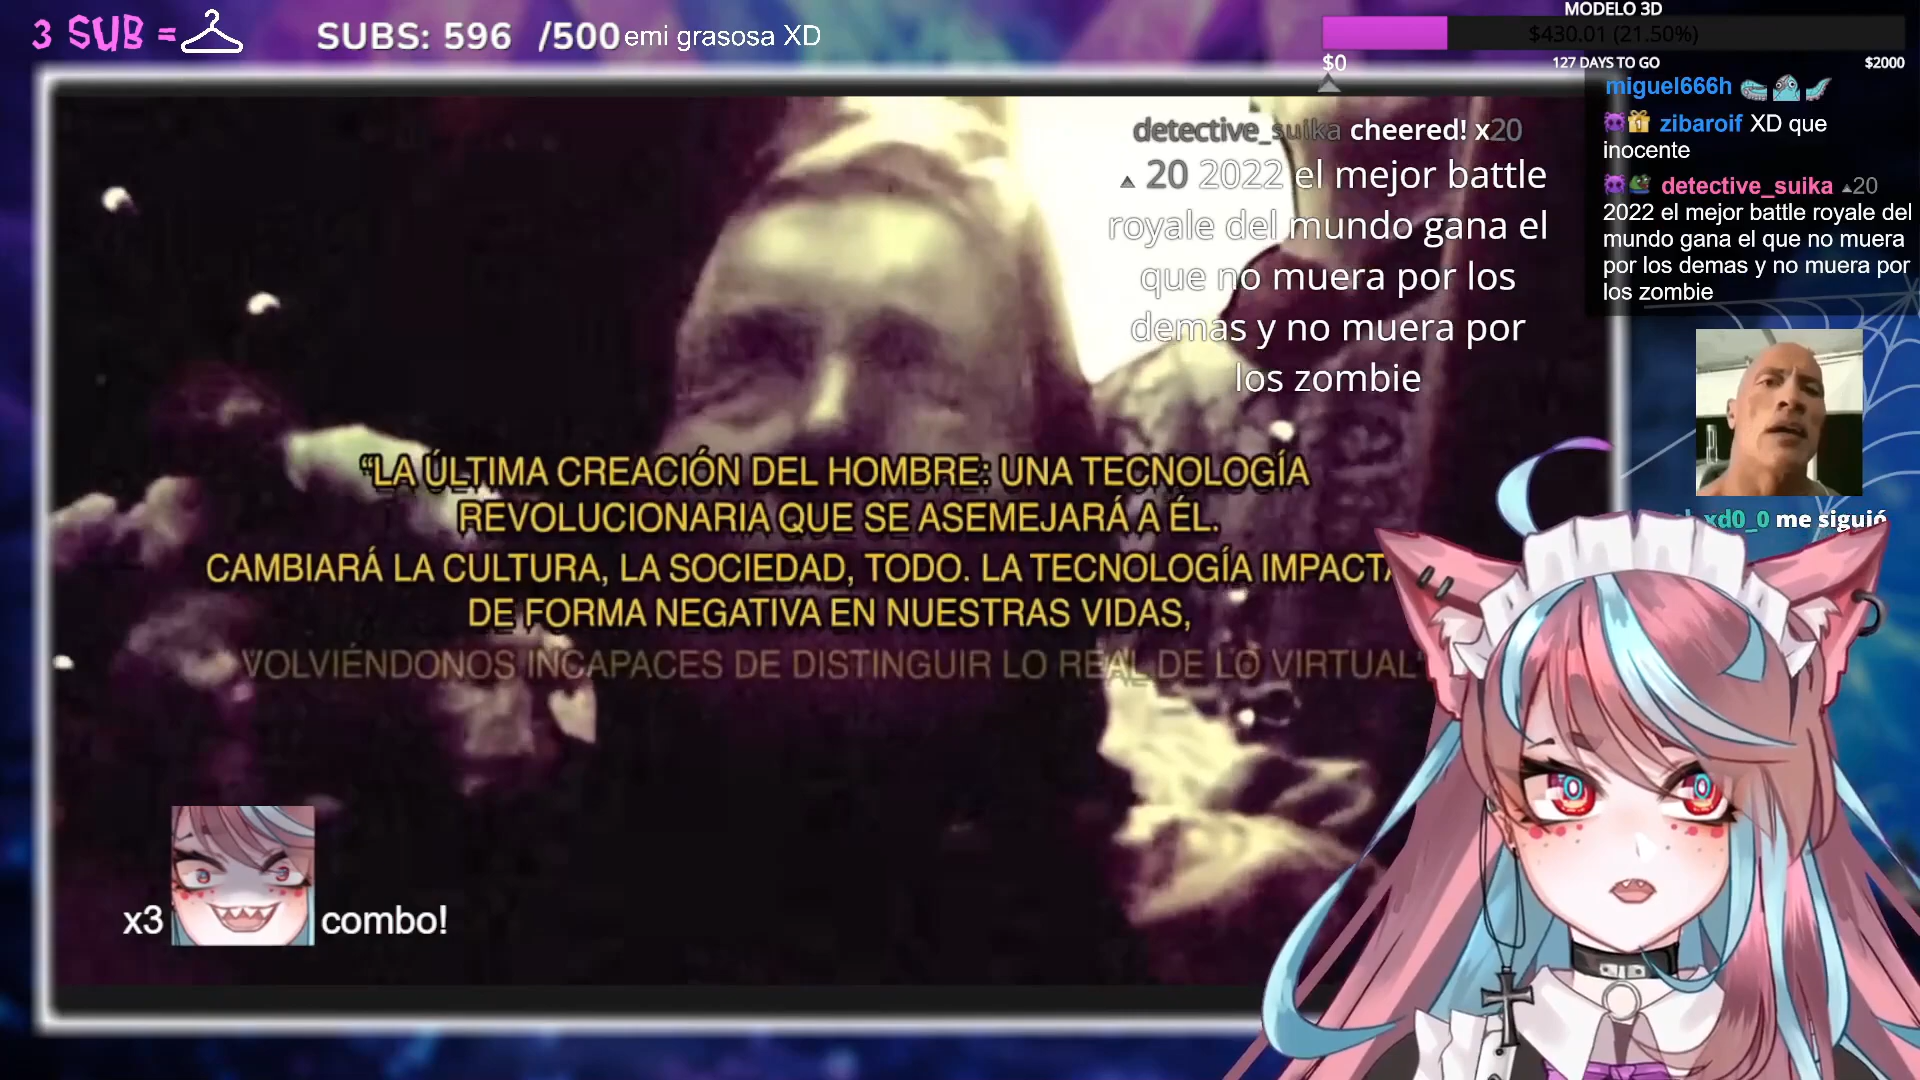 3 SUB =
SUBS: 596 /500
emi grasosa XD
MODELO 3D
$430.01 (21.50%)
$0
127 DAYS TO GO
$2000
miguel666h
zibaroif XD que
inocente
detective_suika 20
2022 el mejor battle royale del
mundo gana el que no muera
por los demas y no muera por
los zombie
detective_suika cheered! x20
20 2022 el mejor battle
royale del mundo gana el
que no muera por los
demas y no muera por
los zombie
xd0_0 me siguió
“LA ÚLTIMA CREACIÓN DEL HOMBRE: UNA TECNOLOGÍA
REVOLUCIONARIA QUE SE ASEMEJARÁ A ÉL.
CAMBIARÁ LA CULTURA, LA SOCIEDAD, TODO. LA TECNOLOGÍA IMPACTA
DE FORMA NEGATIVA EN NUESTRAS VIDAS,
VOLVIÉNDONOS INCAPACES DE DISTINGUIR LO REAL DE LO VIRTUAL"
x3 combo!